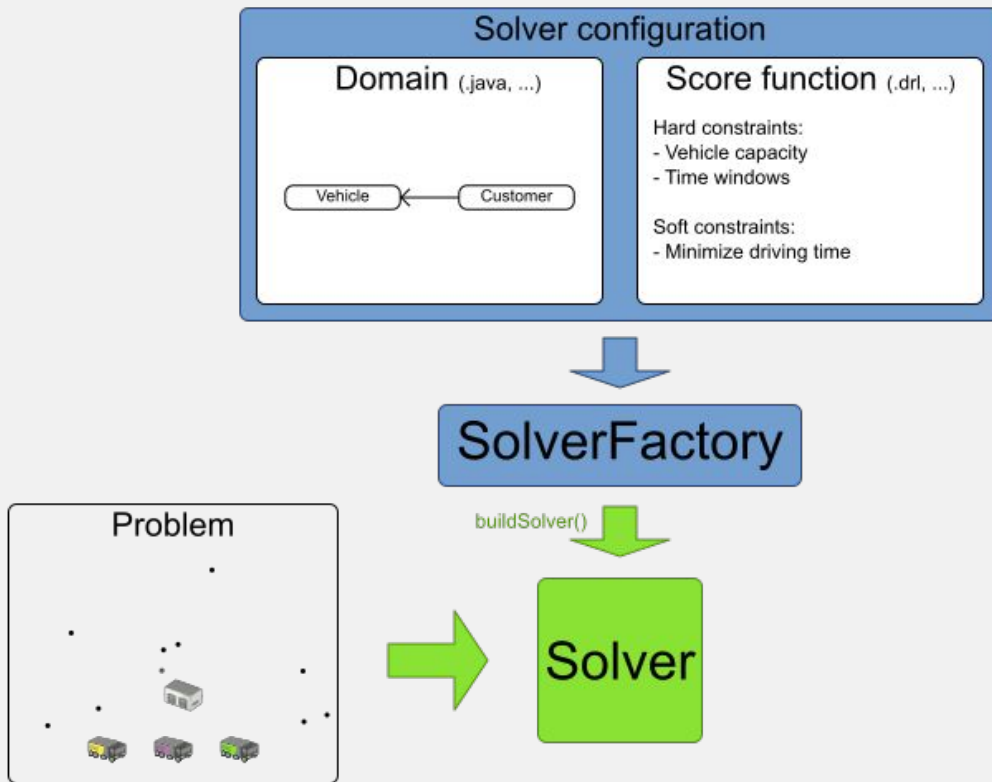 Solver configuration
Domain (.java, ...)
Vehicle
Customer
Score function (.drl, ...)
Hard constraints:
- Vehicle capacity
- Time windows
Soft constraints:
- Minimize driving time
SolverFactory
buildSolver()
Problem
Solver